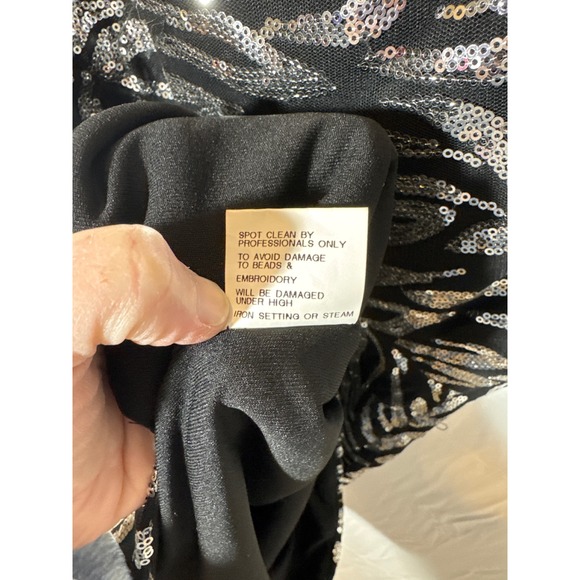 SPOT CLEAN BY
PROFESSIONALS ONLY
TO AVOID DAMAGE
TO BEADS &
EMBROIDORY
WILL BE DAMAGED
UNDER HIGH
IRON SETTING OR STEAM